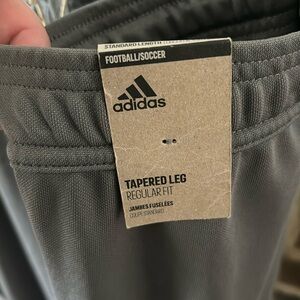 STANDARD LENGTH
FOOTBALL/SOCCER
adidas
TAPERED LEG
REGULAR FIT
JAMBES FUSELÉES
COUPE STANDARD